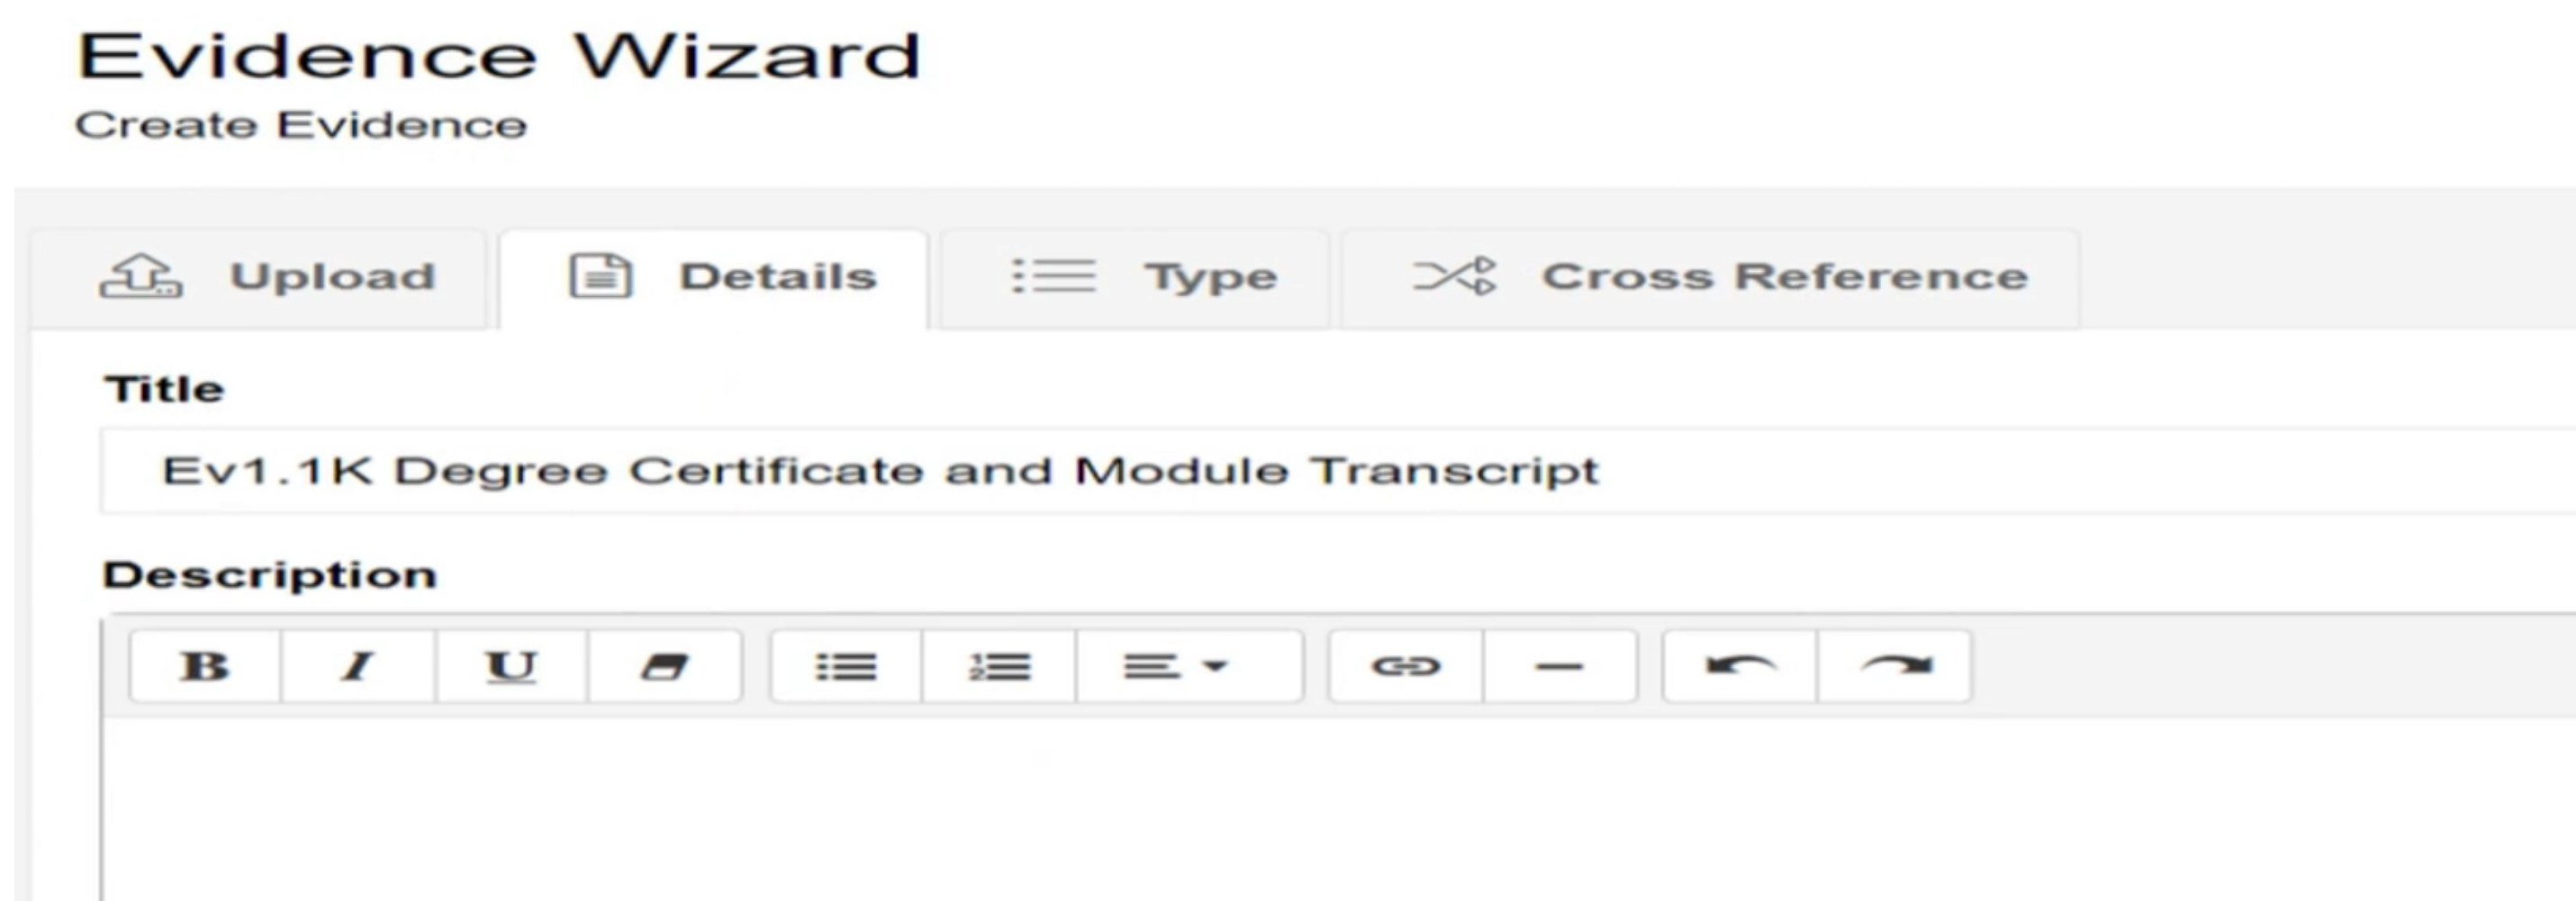 Evidence Wizard
Create Evidence
Upload Details Type Cross Reference
Title
Ev1.1K Degree Certificate and Module Transcript
Description
B I U